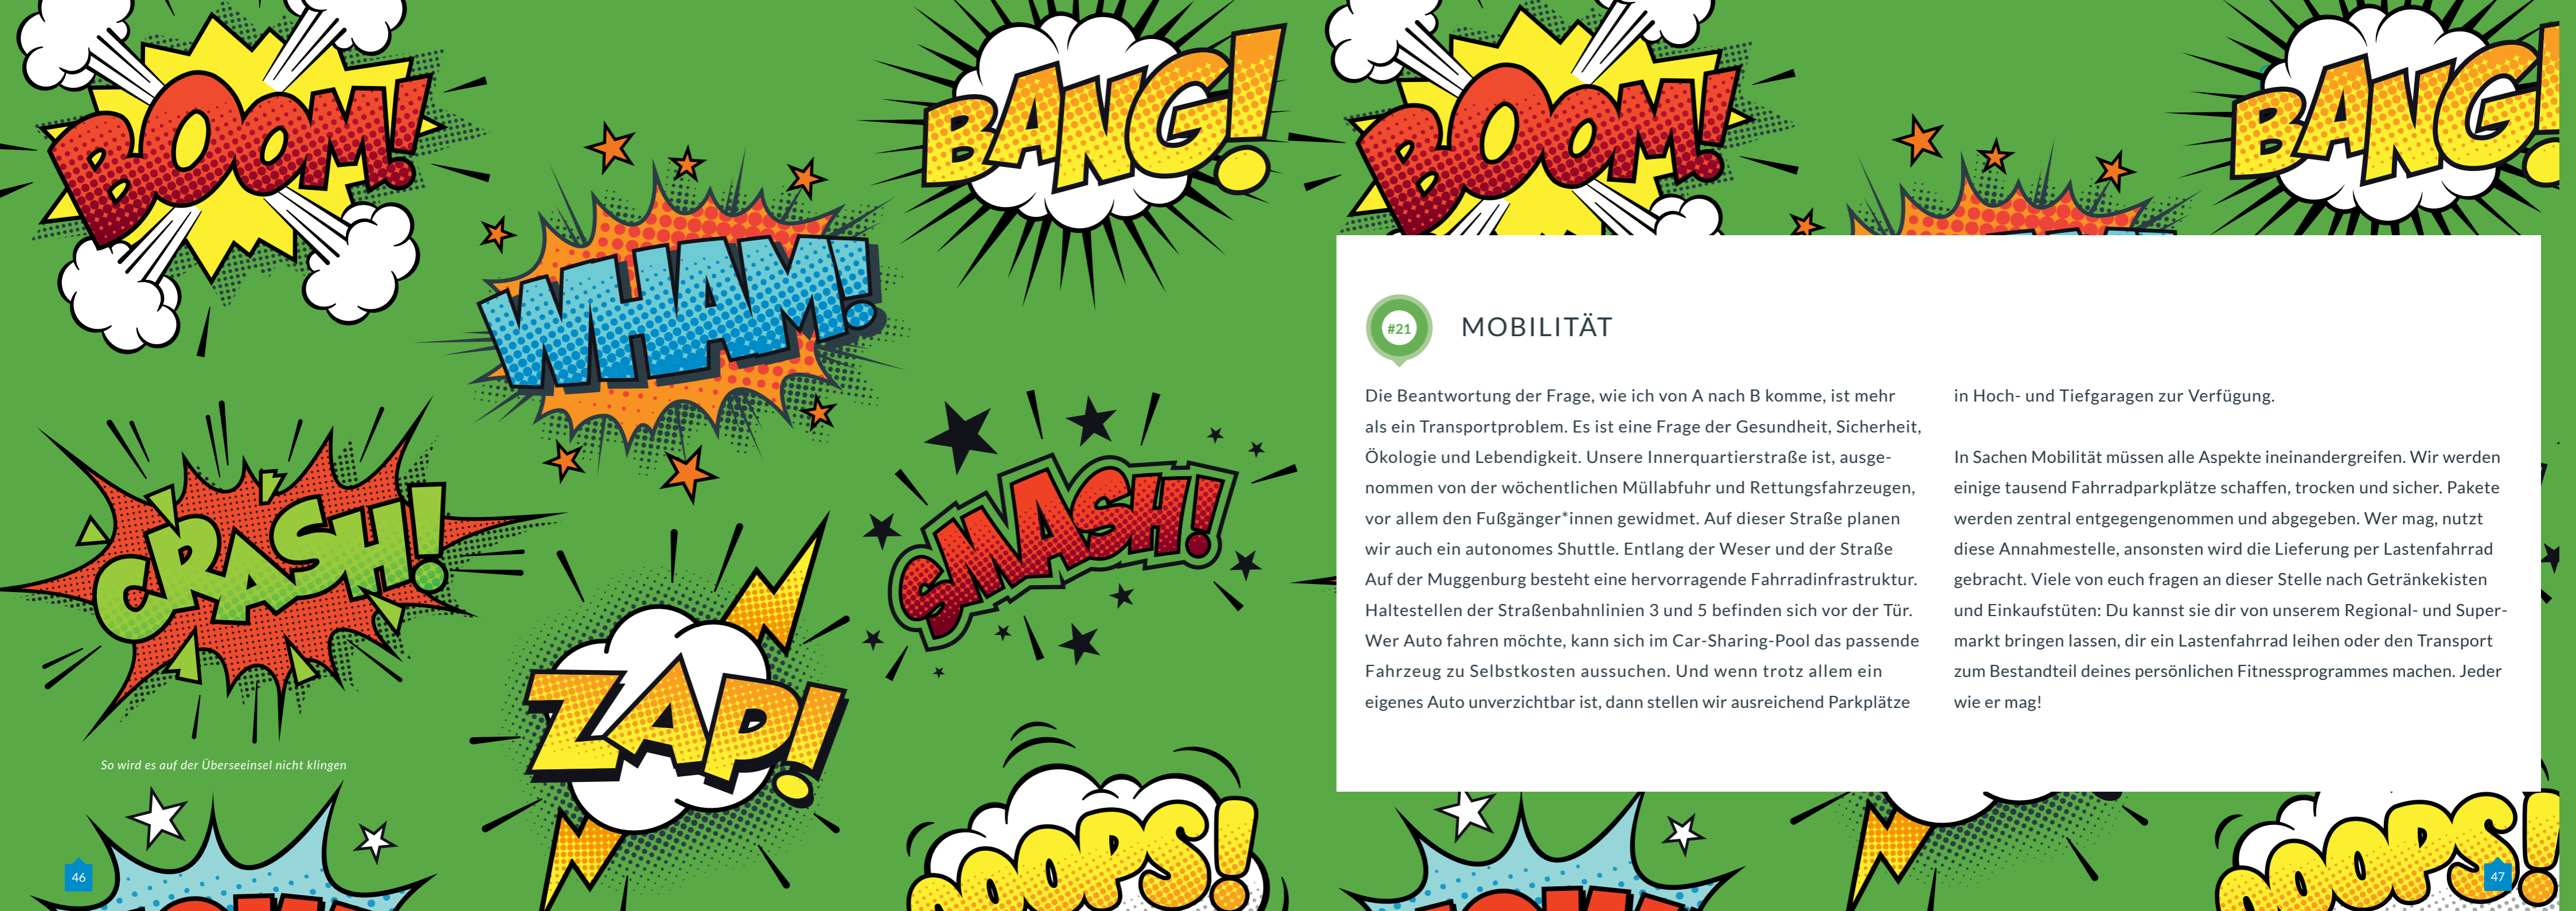 BOOM!
BANG!
WHAM!
CRASH!
SMASH!
ZAP!
So wird es auf der Überseeinsel nicht klingen
OOOPS!
46
BOOM!
BANG!
#21
MOBILITÄT
Die Beantwortung der Frage, wie ich von A nach B komme, ist mehr
als ein Transportproblem. Es ist eine Frage der Gesundheit, Sicherheit,
Ökologie und Lebendigkeit. Unsere Innerquartierstraße ist, ausge-
nommen von der wöchentlichen Müllabfuhr und Rettungsfahrzeugen,
vor allem den Fußgänger*innen gewidmet. Auf dieser Straße planen
wir auch ein autonomes Shuttle. Entlang der Weser und der Straße
Auf der Muggenburg besteht eine hervorragende Fahrradinfrastruktur.
Haltestellen der Straßenbahnlinien 3 und 5 befinden sich vor der Tür.
Wer Auto fahren möchte, kann sich im Car-Sharing-Pool das passende
Fahrzeug zu Selbstkosten aussuchen. Und wenn trotz allem ein
eigenes Auto unverzichtbar ist, dann stellen wir ausreichend Parkplätze
in Hoch- und Tiefgaragen zur Verfügung.
In Sachen Mobilität müssen alle Aspekte ineinandergreifen. Wir werden
einige tausend Fahrradparkplätze schaffen, trocken und sicher. Pakete
werden zentral entgegengenommen und abgegeben. Wer mag, nutzt
diese Annahmestelle, ansonsten wird die Lieferung per Lastenfahrrad
gebracht. Viele von euch fragen an dieser Stelle nach Getränkekisten
und Einkaufstüten: Du kannst sie dir von unserem Regional- und Super-
markt bringen lassen, dir ein Lastenfahrrad leihen oder den Transport
zum Bestandteil deines persönlichen Fitnessprogrammes machen. Jeder
wie er mag!
OOOPS!
47